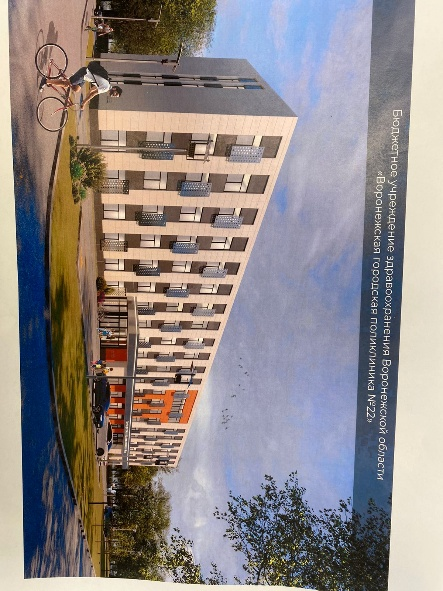 Бюджетное учреждение здравоохранения Воронежской области
«Воронежская городская поликлиника №22»